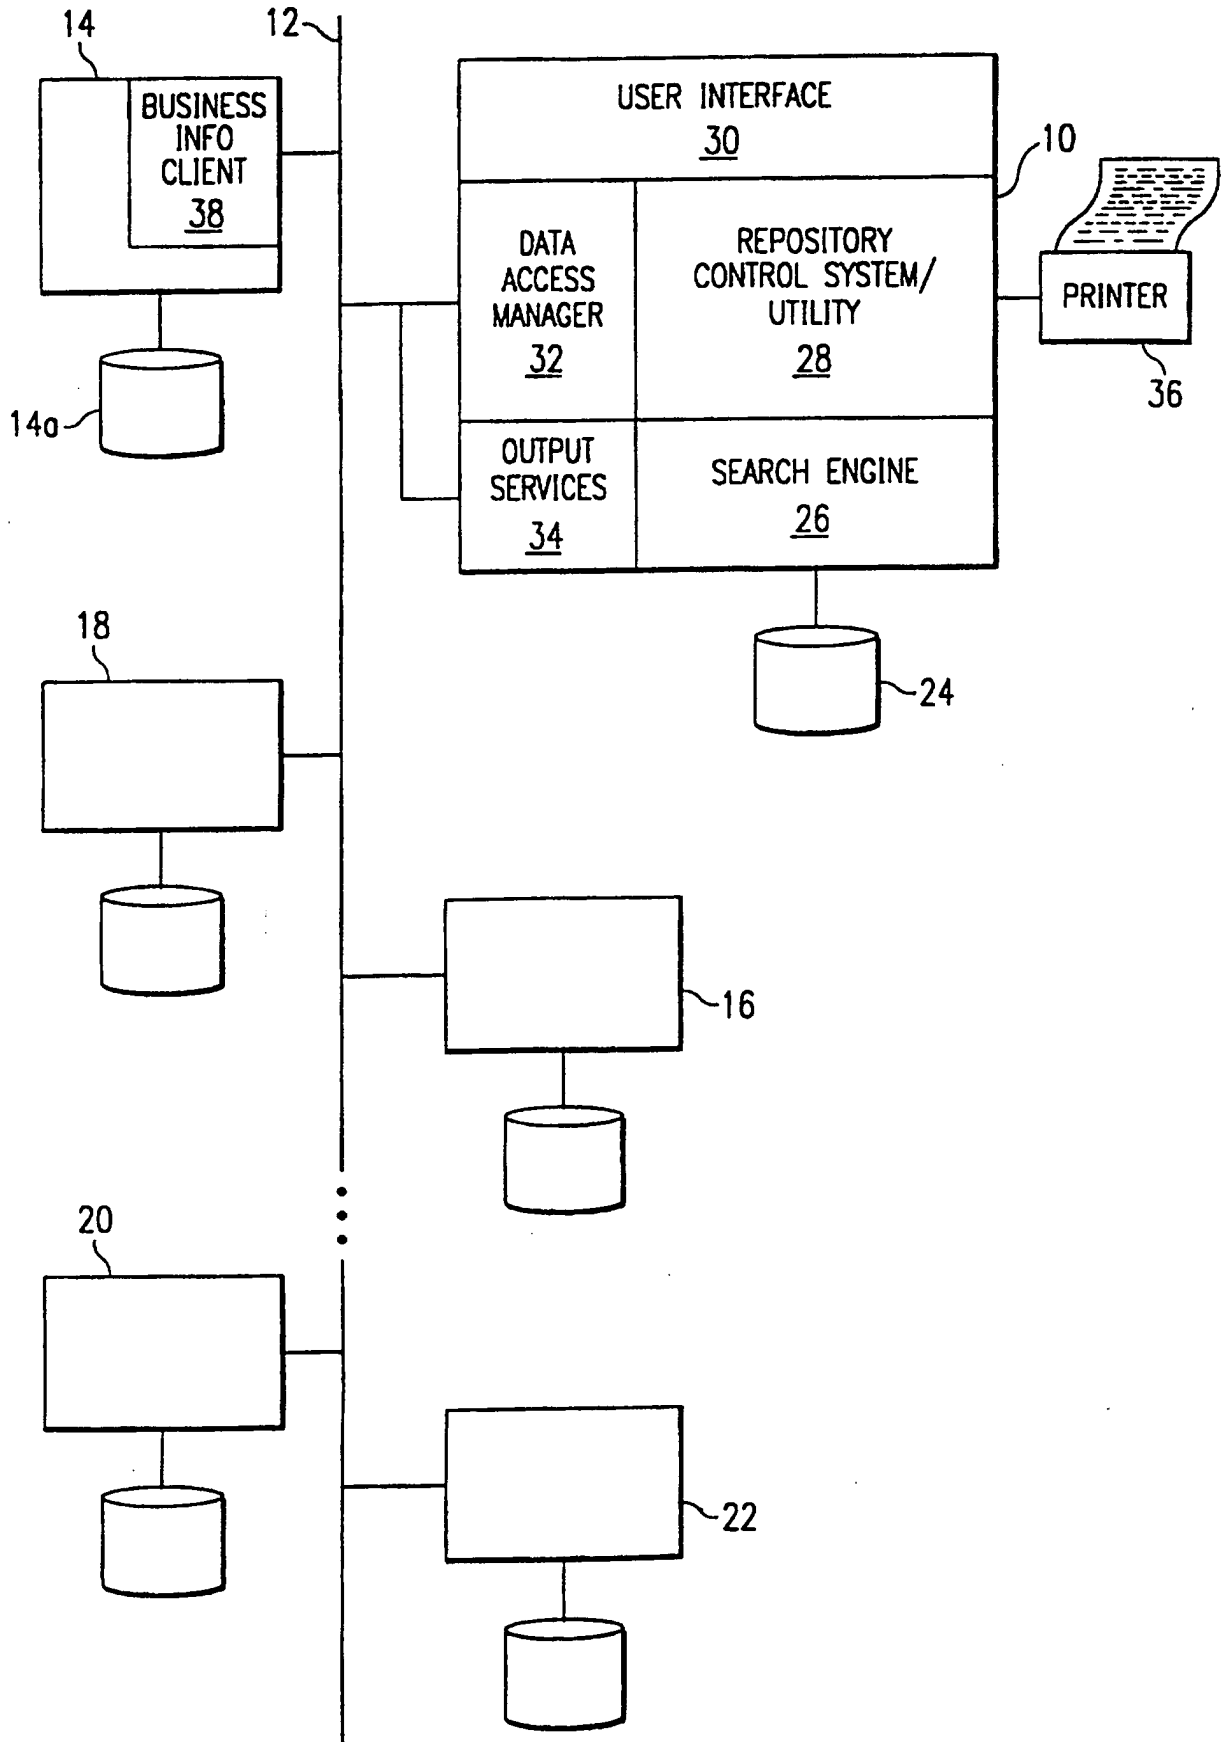 14
12
BUSINESS
INFO
CLIENT
38
14a
USER INTERFACE
30
10
DATA
ACCESS
MANAGER
32
REPOSITORY
CONTROL SYSTEM/
UTILITY
28
PRINTER
36
OUTPUT
SERVICES
34
SEARCH ENGINE
26
24
18
16
20
22